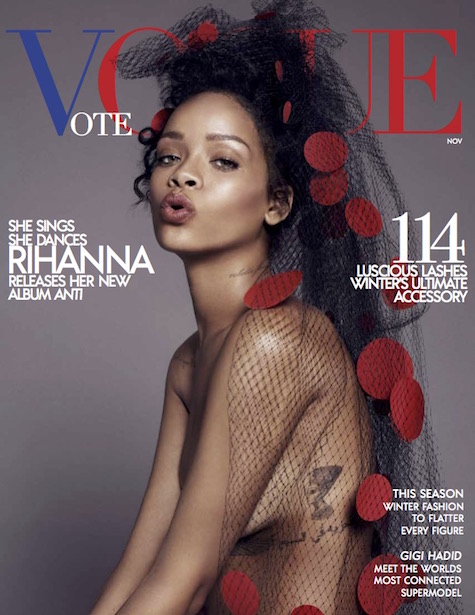 VOGUE
VOTE
NOV
SHE SINGS
SHE DANCES
RIHANNA
RELEASES HER NEW
ALBUM ANTI
114
LUSCIOUS LASHES
WINTER'S ULTIMATE
ACCESSORY
THIS SEASON
WINTER FASHION
TO FLATTER
EVERY FIGURE
GIGI HADID
MEET THE WORLDS
MOST CONNECTED
SUPERMODEL